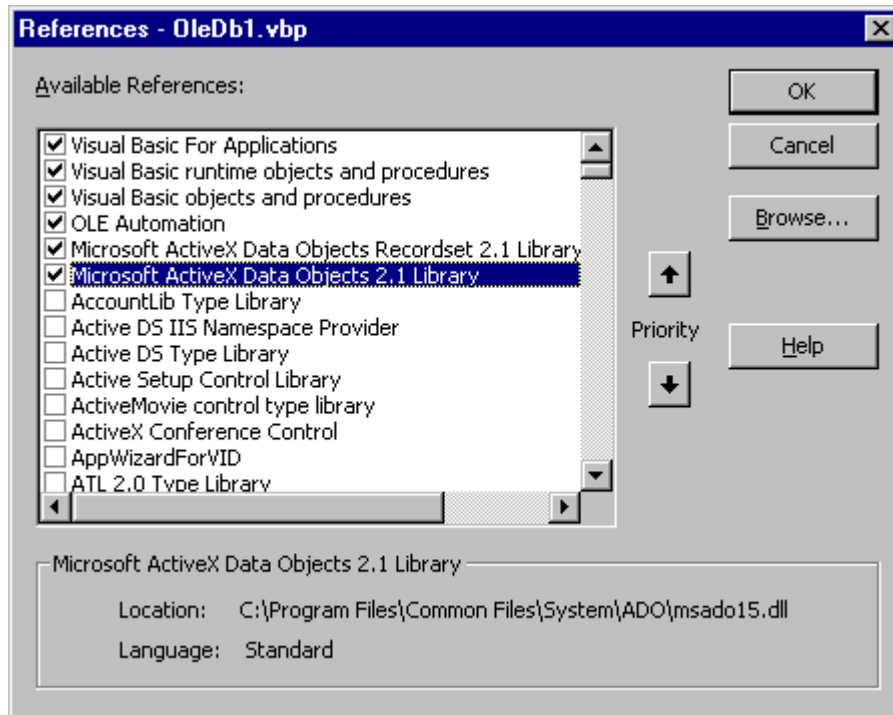 References - OleDb1.vbp
Available References:
OK
Cancel
Browse...
Help
Visual Basic For Applications
Visual Basic runtime objects and procedures
Visual Basic objects and procedures
OLE Automation
Microsoft ActiveX Data Objects Recordset 2.1 Library
Microsoft ActiveX Data Objects 2.1 Library
AccountLib Type Library
Active DS IIS Namespace Provider
Active DS Type Library
Active Setup Control Library
ActiveMovie control type library
ActiveX Conference Control
AppWizardForVID
ATL 2.0 Type Library
Priority
Microsoft ActiveX Data Objects 2.1 Library
Location: C:\Program Files\Common Files\System\ADO\msado15.dll
Language: Standard